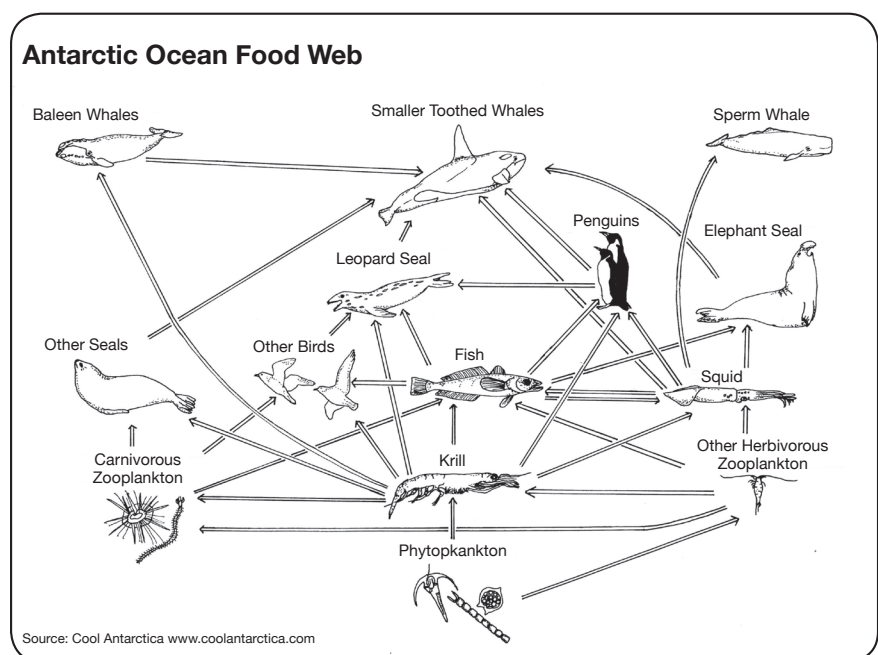 Antarctic Ocean Food Web
Baleen Whales
Smaller Toothed Whales
Sperm Whale
Penguins
Elephant Seal
Leopard Seal
Other Seals
Other Birds
Fish
Squid
Carnivorous
Zooplankton
Krill
Other Herbivorous
Zooplankton
Phytopkankton
Source: Cool Antarctica www.coolantarctica.com